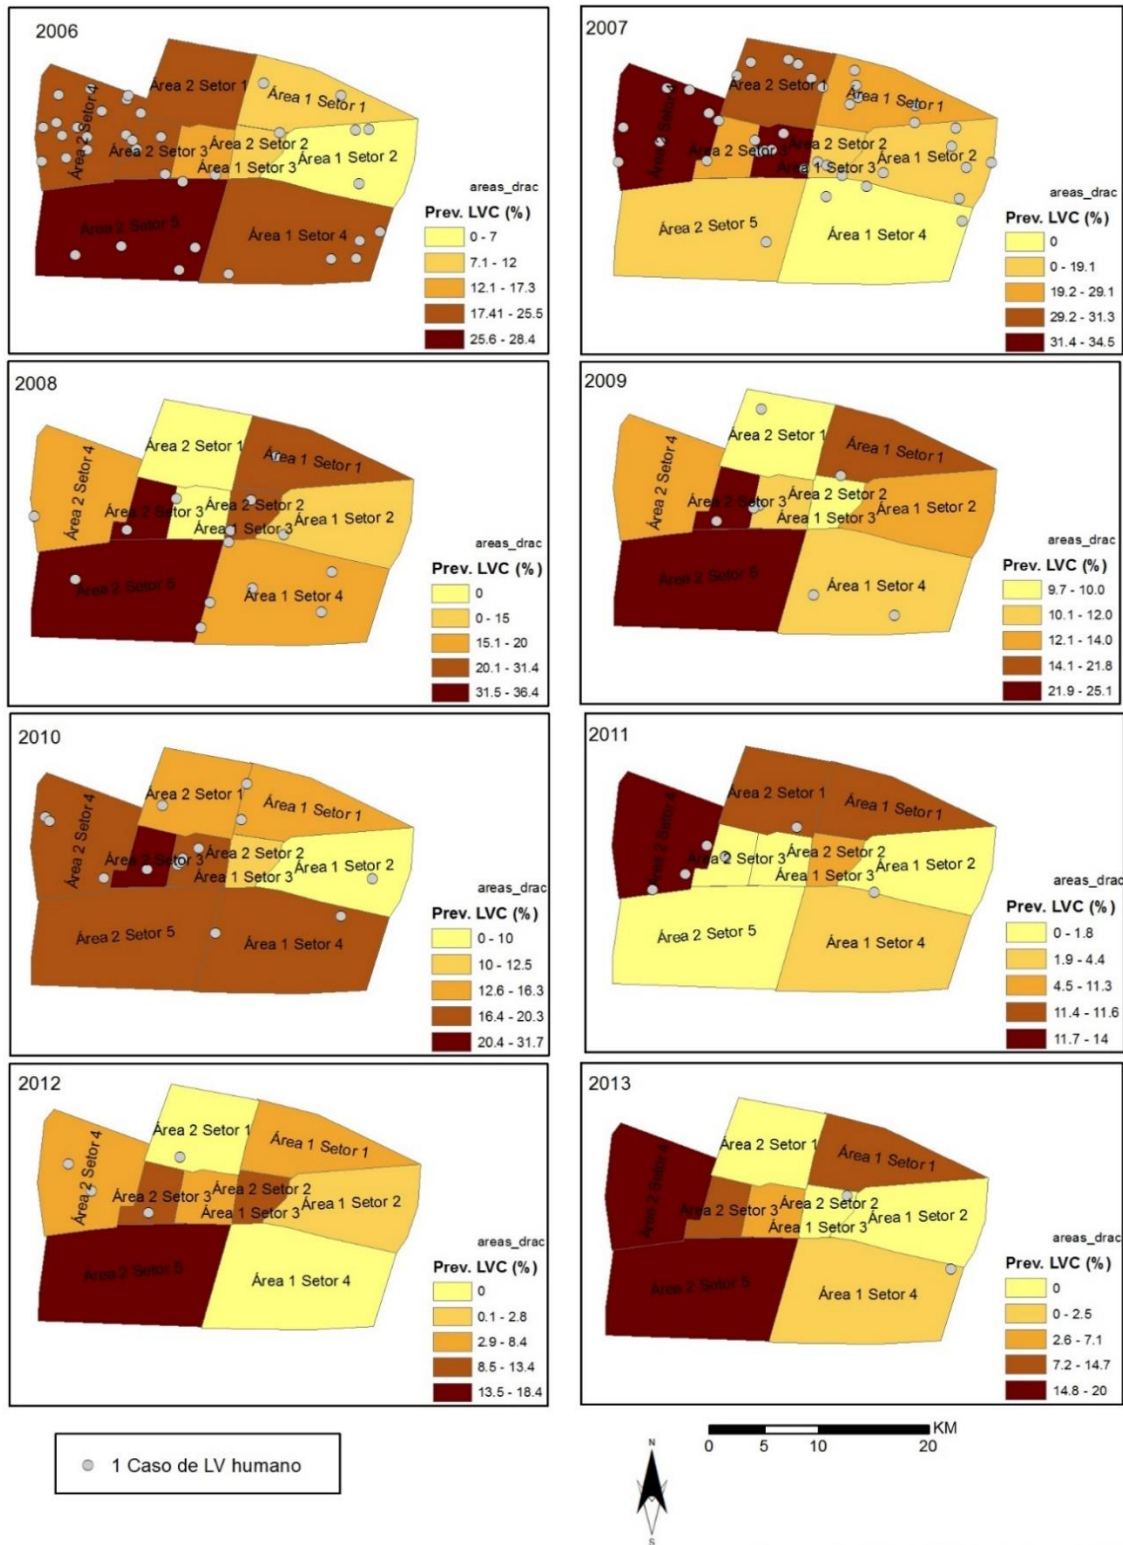 2006
Área 2 Setor 1
Área 1 Setor 1
Área 2 Setor 4
Área 2 Setor 3
Área 2 Setor 2
Área 1 Setor 2
Área 1 Setor 3
Área 2 Setor 5
Área 1 Setor 4
areas_drac
Prev. LVC (%)
0 - 7
7.1 - 12
12.1 - 17.3
17.41 - 25.5
25.6 - 28.4
2007
Área 2 Setor 1
Área 1 Setor 1
Área 2 Setor 4
Área 2 Setor 3
Área 2 Setor 2
Área 1 Setor 2
Área 1 Setor 3
Área 2 Setor 5
Área 1 Setor 4
areas_drac
Prev. LVC (%)
0
0 - 19.1
19.2 - 29.1
29.2 - 31.3
31.4 - 34.5
2008
Área 2 Setor 1
Área 1 Setor 1
Área 2 Setor 4
Área 2 Setor 3
Área 2 Setor 2
Área 1 Setor 2
Área 1 Setor 3
Área 2 Setor 5
Área 1 Setor 4
areas_drac
Prev. LVC (%)
0
0 - 15
15.1 - 20
20.1 - 31.4
31.5 - 36.4
2009
Área 2 Setor 1
Área 1 Setor 1
Área 2 Setor 4
Área 2 Setor 3
Área 2 Setor 2
Área 1 Setor 2
Área 1 Setor 3
Área 2 Setor 5
Área 1 Setor 4
areas_drac
Prev. LVC (%)
9.7 - 10.0
10.1 - 12.0
12.1 - 14.0
14.1 - 21.8
21.9 - 25.1
2010
Área 2 Setor 1
Área 1 Setor 1
Área 2 Setor 4
Área 2 Setor 3
Área 2 Setor 2
Área 1 Setor 2
Área 1 Setor 3
Área 2 Setor 5
Área 1 Setor 4
areas_drac
Prev. LVC (%)
0 - 10
10 - 12.5
12.6 - 16.3
16.4 - 20.3
20.4 - 31.7
2011
Área 2 Setor 1
Área 1 Setor 1
Área 2 Setor 4
Área 2 Setor 3
Área 2 Setor 2
Área 1 Setor 2
Área 1 Setor 3
Área 2 Setor 5
Área 1 Setor 4
areas_drac
Prev. LVC (%)
0 - 1.8
1.9 - 4.4
4.5 - 11.3
11.4 - 11.6
11.7 - 14
2012
Área 2 Setor 1
Área 1 Setor 1
Área 2 Setor 4
Área 2 Setor 3
Área 2 Setor 2
Área 1 Setor 2
Área 1 Setor 3
Área 2 Setor 5
Área 1 Setor 4
areas_drac
Prev. LVC (%)
0
0.1 - 2.8
2.9 - 8.4
8.5 - 13.4
13.5 - 18.4
2013
Área 2 Setor 1
Área 1 Setor 1
Área 2 Setor 4
Área 2 Setor 3
Área 2 Setor 2
Área 1 Setor 2
Área 1 Setor 3
Área 2 Setor 5
Área 1 Setor 4
areas_drac
Prev. LVC (%)
0
0 - 2.5
2.6 - 7.1
7.2 - 14.7
14.8 - 20
1 Caso de LV humano
N
S
KM
0 5 10 20